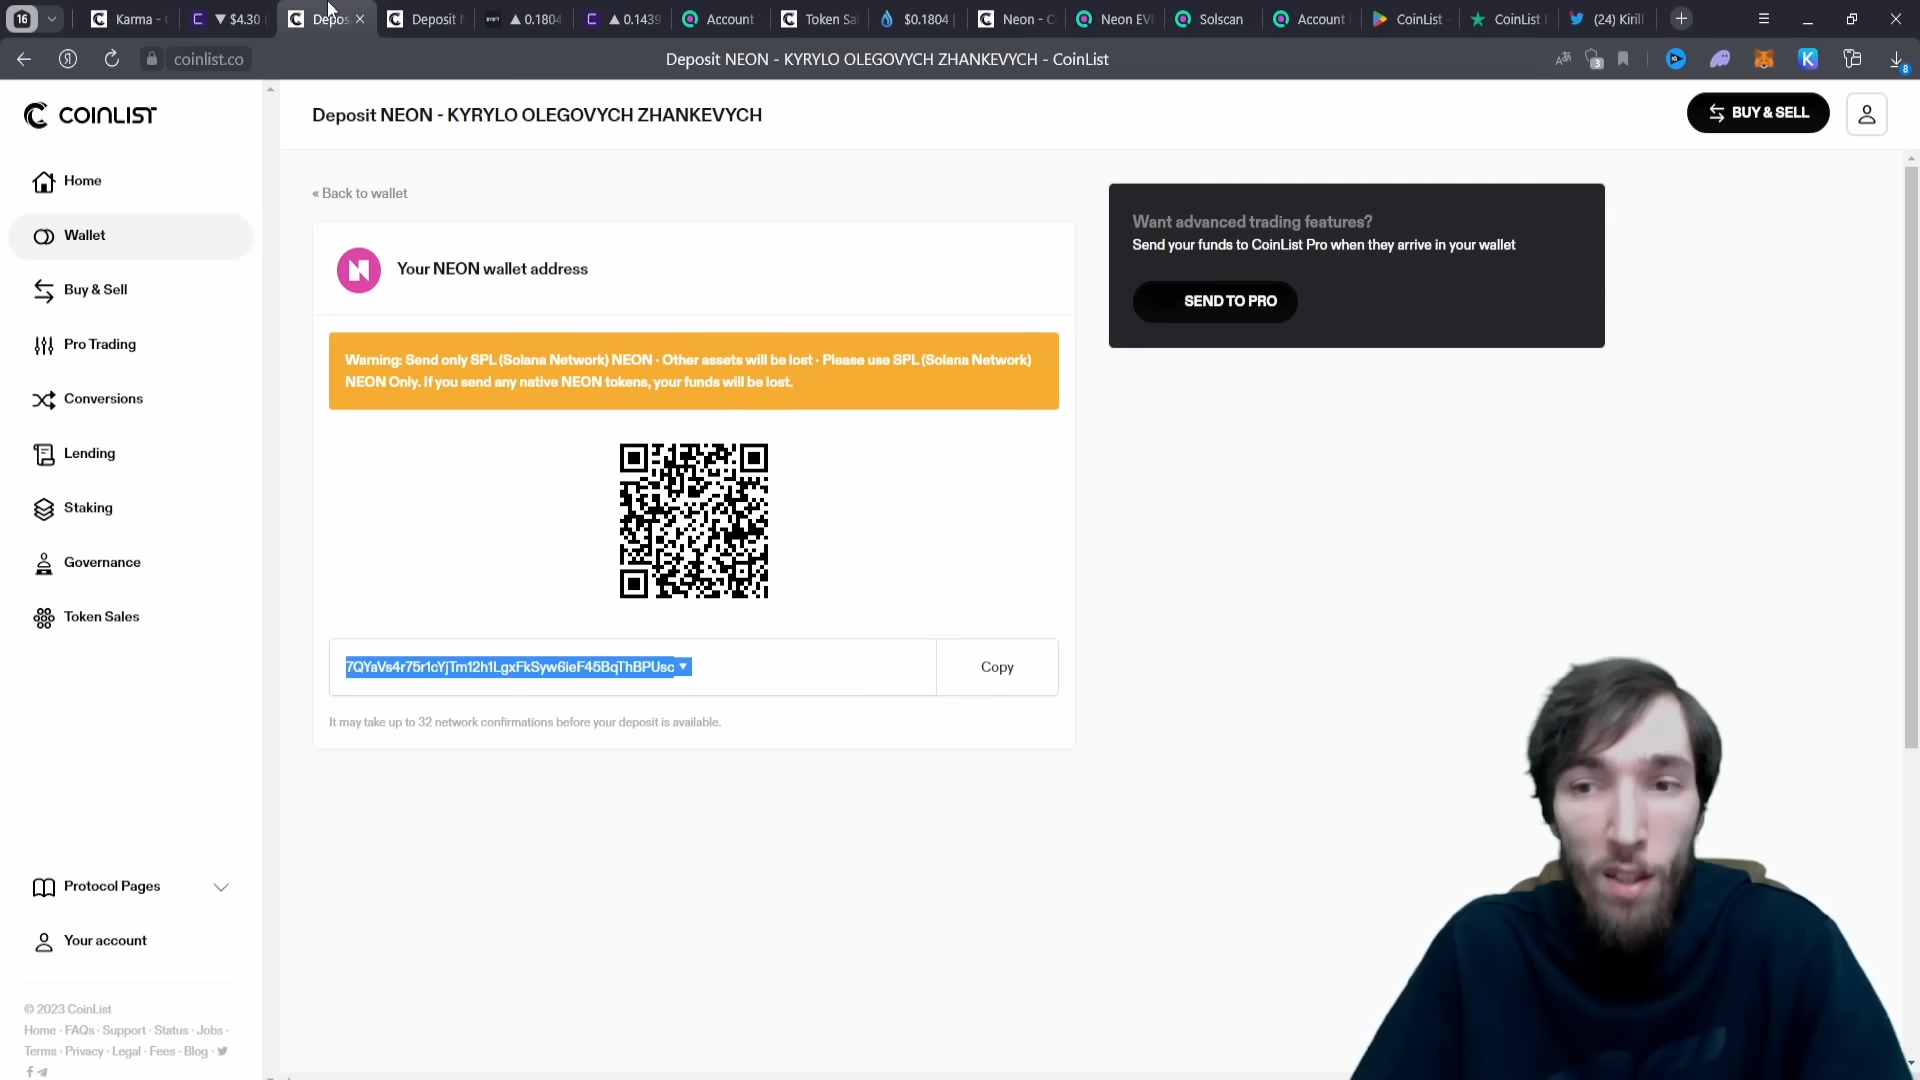 16
Karma -
▼ $4.30
Depos
Deposit
BYBIT
▲ 0.1804
▲ 0.1439
Account
Token Sa
$0.1804
Neon - C
Neon EV
Solscan
Account
CoinList
CoinList
(24) Kirill
coinlist.co
Deposit NEON - KYRYLO OLEGOVYCH ZHANKEVYCH - CoinList
3
8
COINLIST
Home
Wallet
Buy & Sell
Pro Trading
Conversions
Lending
Staking
Governance
Token Sales
Protocol Pages
Your account
© 2023 CoinList
Home · FAQs · Support · Status · Jobs ·
Terms · Privacy · Legal · Fees · Blog ·
Deposit NEON - KYRYLO OLEGOVYCH ZHANKEVYCH
BUY & SELL
« Back to wallet
Your NEON wallet address
Warning: Send only SPL (Solana Network) NEON · Other assets will be lost · Please use SPL (Solana Network)
NEON Only. If you send any native NEON tokens, your funds will be lost.
7QYaVs4r75r1cYjTm12h1LgxFkSyw6ieF45BqThBPUsc
Copy
It may take up to 32 network confirmations before your deposit is available.
Want advanced trading features?
Send your funds to CoinList Pro when they arrive in your wallet
SEND TO PRO